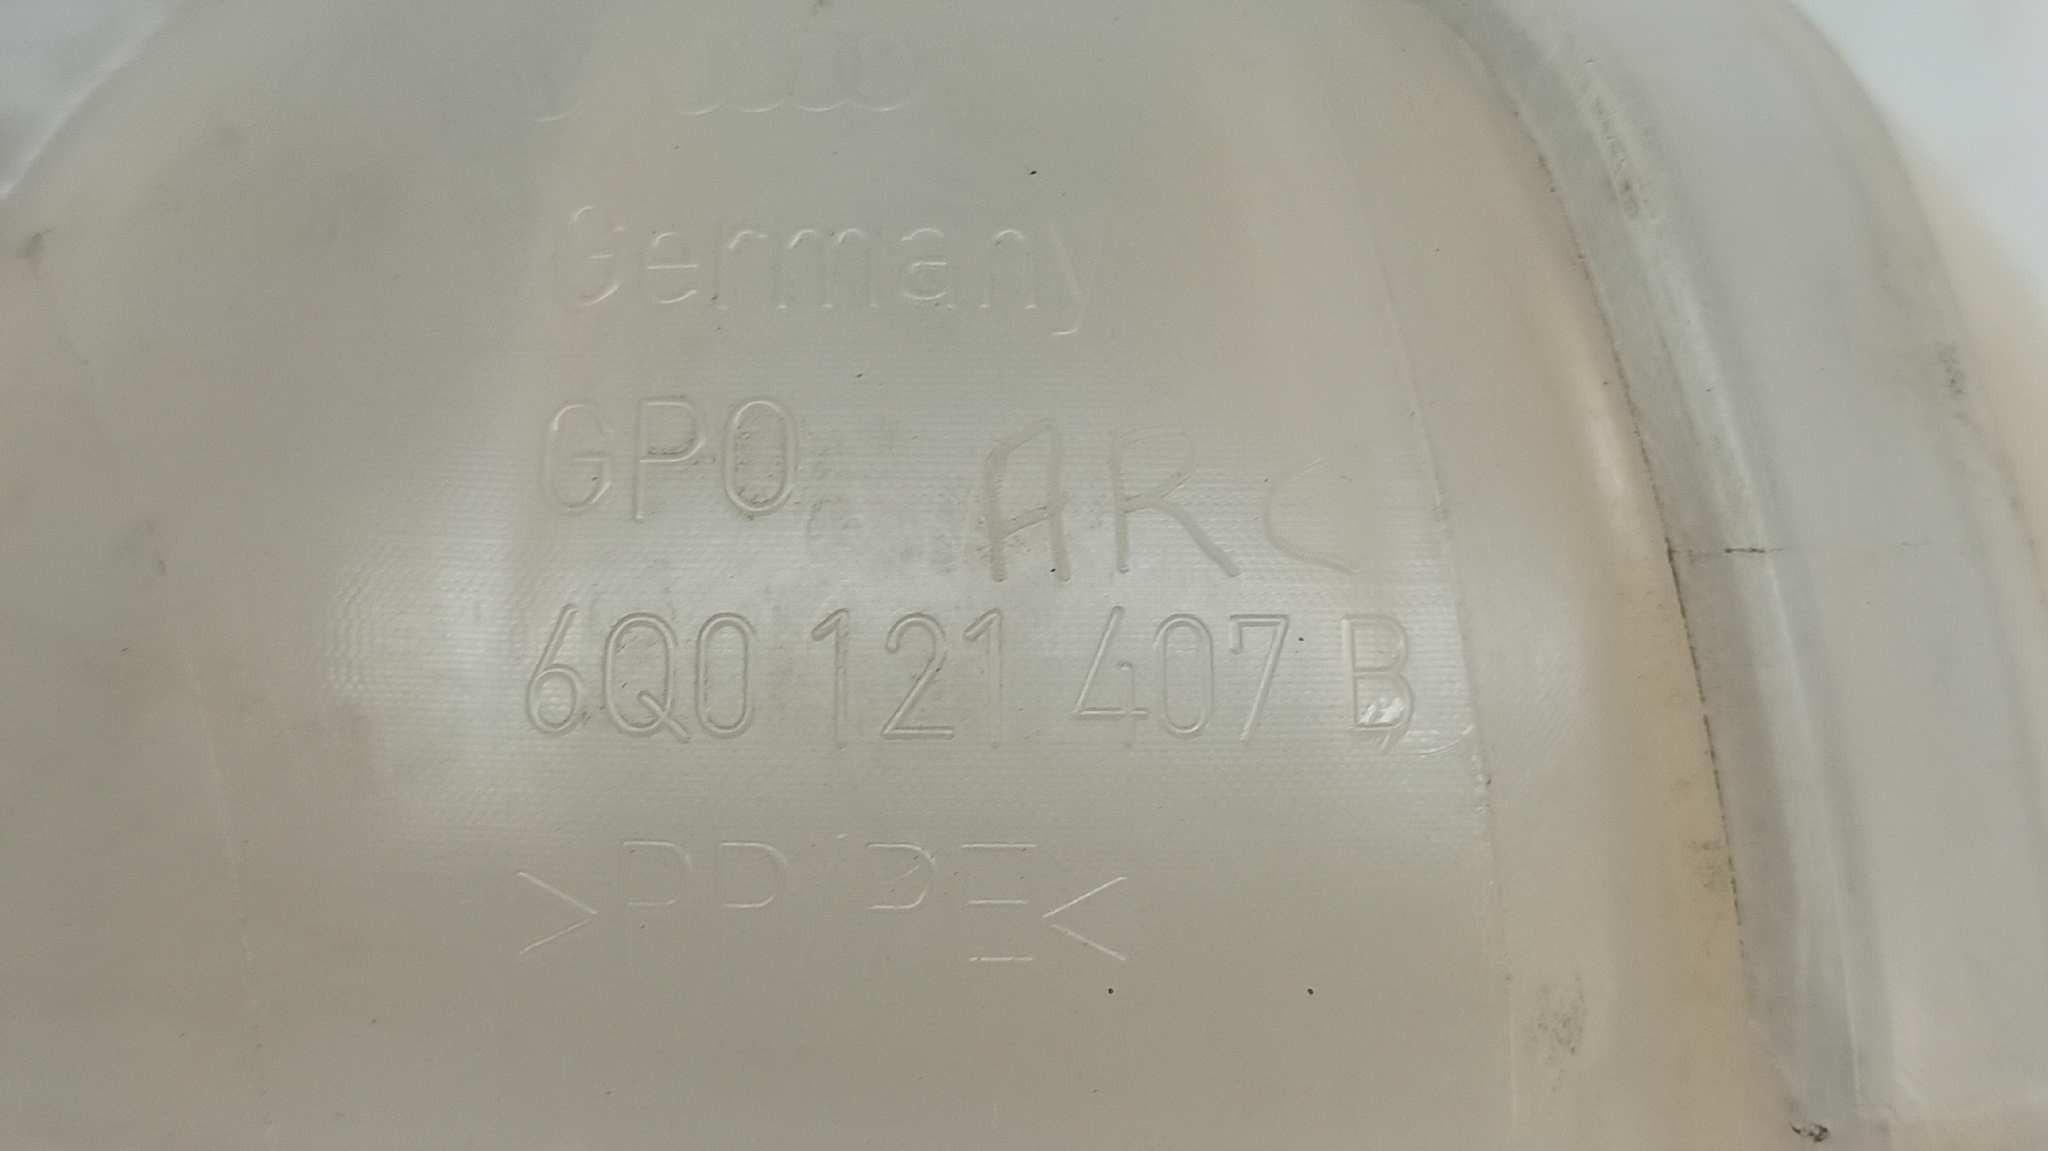 Germany
GPO ARC
6Q0 121 407 B
>PP/PE<